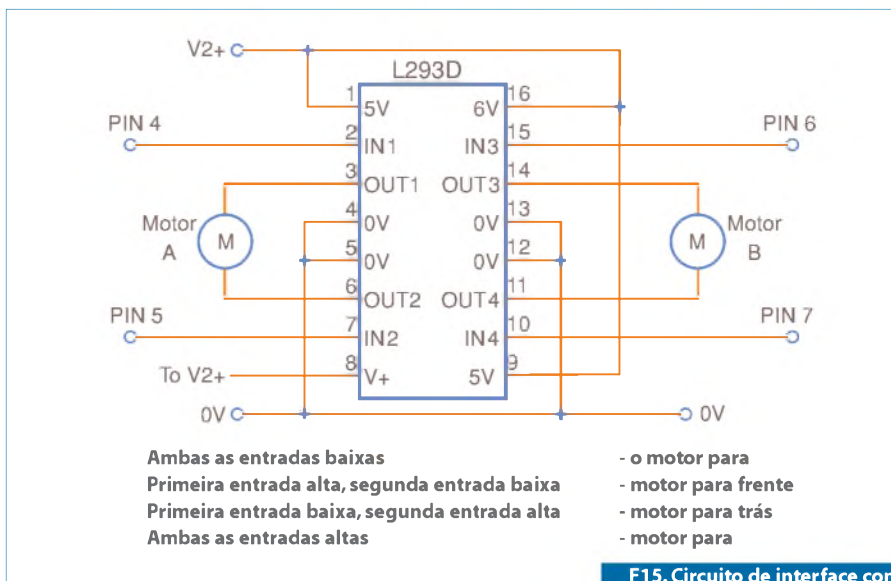 V2+
L293D
1
5V
6V
16
PIN 4
PIN 6
2
IN1
IN3
15
3
OUT1
OUT3
14
4
0V
0V
13
Motor
A
M
M
Motor
B
5
0V
0V
12
6
OUT2
OUT4
11
PIN 5
PIN 7
7
IN2
IN4
10
To V2+
8
V+
5V
9
0V
0V
Ambas as entradas baixas - o motor para
Primeira entrada alta, segunda entrada baixa - motor para frente
Primeira entrada baixa, segunda entrada alta - motor para trás
Ambas as entradas altas - motor para
F15. Circuito de interface